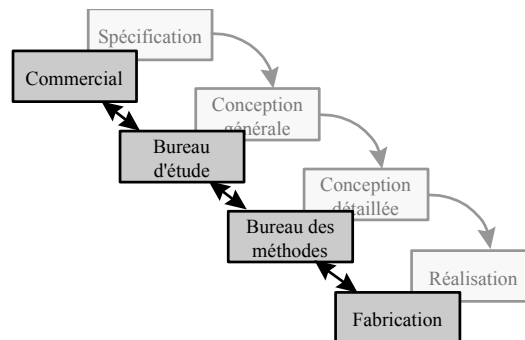 Spécification
Commercial
Conception
générale
Bureau
d'étude
Conception
détaillée
Bureau des
méthodes
Réalisation
Fabrication